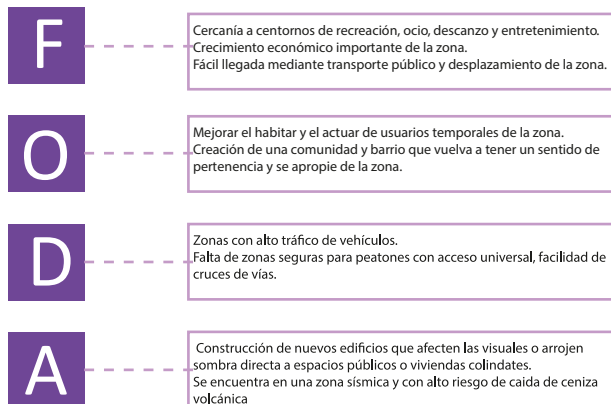 F
Cercanía a centornos de recreación, ocio, descanzo y entretenimiento.
Crecimiento económico importante de la zona.
Fácil llegada mediante transporte público y desplazamiento de la zona.
O
Mejorar el habitar y el actuar de usuarios temporales de la zona.
Creación de una comunidad y barrio que vuelva a tener un sentido de
pertenencia y se apropie de la zona.
D
Zonas con alto tráfico de vehículos.
Falta de zonas seguras para peatones con acceso universal, facilidad de
cruces de vías.
A
Construcción de nuevos edificios que afecten las visuales o arrojen
sombra directa a espacios públicos o viviendas colindates.
Se encuentra en una zona sísmica y con alto riesgo de caida de ceniza
volcánica